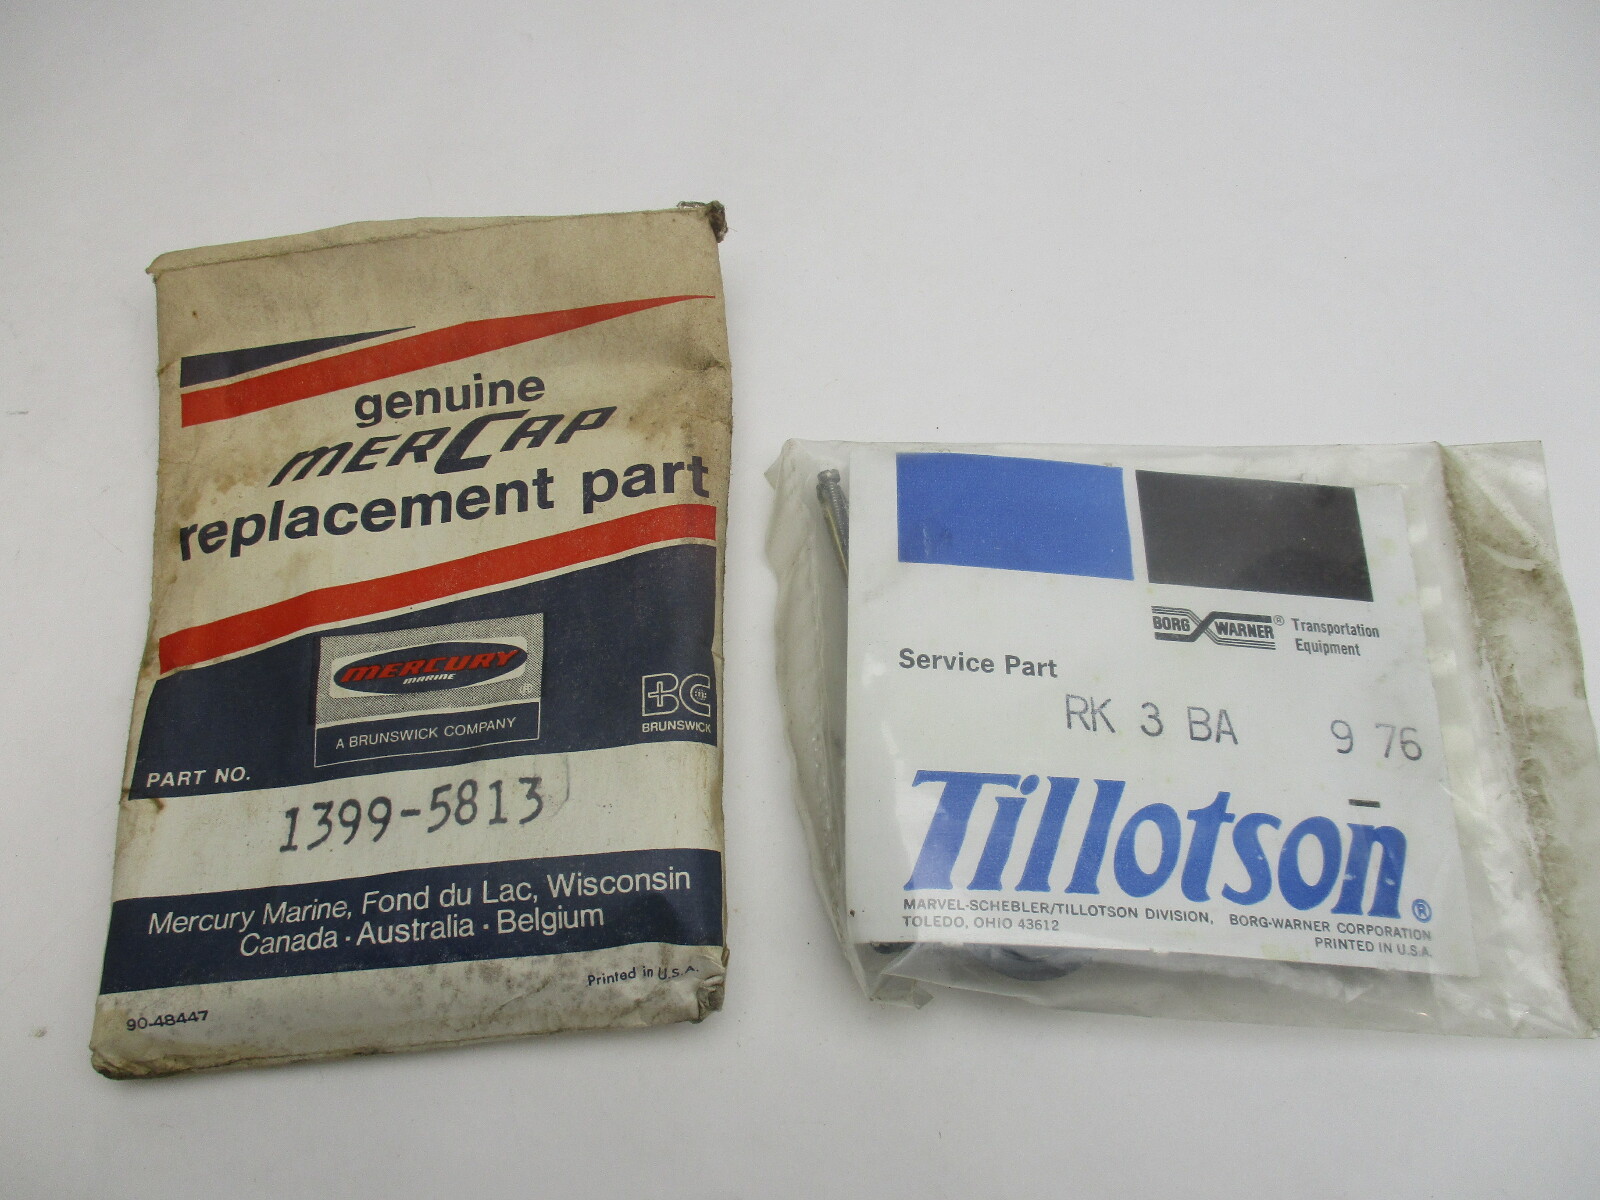 genuine
MERCAP
replacement part
MERCURY
MARINE
®
A BRUNSWICK COMPANY
BC
BRUNSWICK
PART NO.
1399-5813
Mercury Marine, Fond du Lac, Wisconsin
Canada · Australia · Belgium
Printed in U.S.A.
90-48447
BORG WARNER® Transportation
Equipment
Service Part
RK 3 BA 9 76
Tillotson®
MARVEL-SCHEBLER/TILLOTSON DIVISION, BORG-WARNER CORPORATION
TOLEDO, OHIO 43612
PRINTED IN U.S.A.